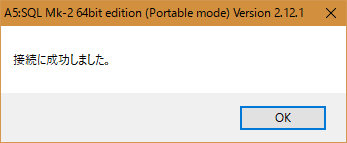 A5:SQL Mk-2 64bit edition (Portable mode) Version 2.12.1
接続に成功しました。
OK